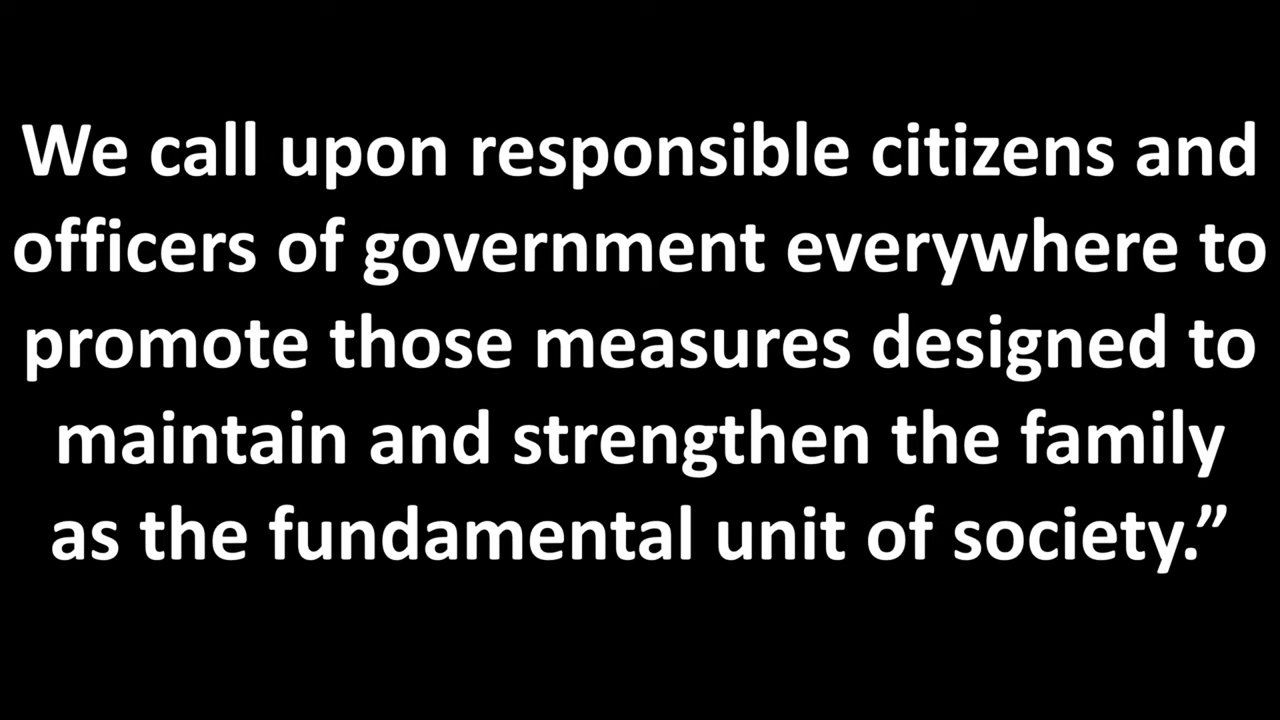 We call upon responsible citizens and
officers of government everywhere to
promote those measures designed to
maintain and strengthen the family
as the fundamental unit of society.”